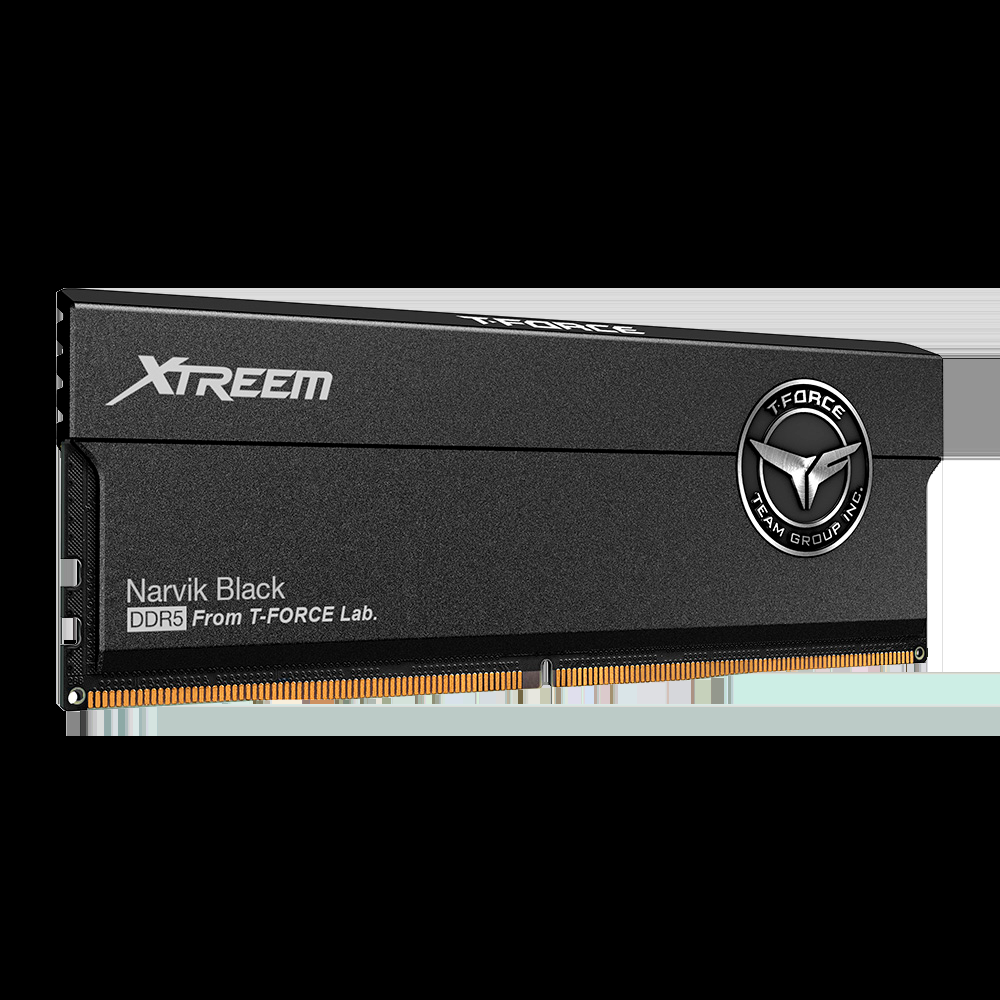 T-FORCE
XTREEM
T-FORCE
TEAM GROUP INC.
Narvik Black
DDR5 From T-FORCE Lab.